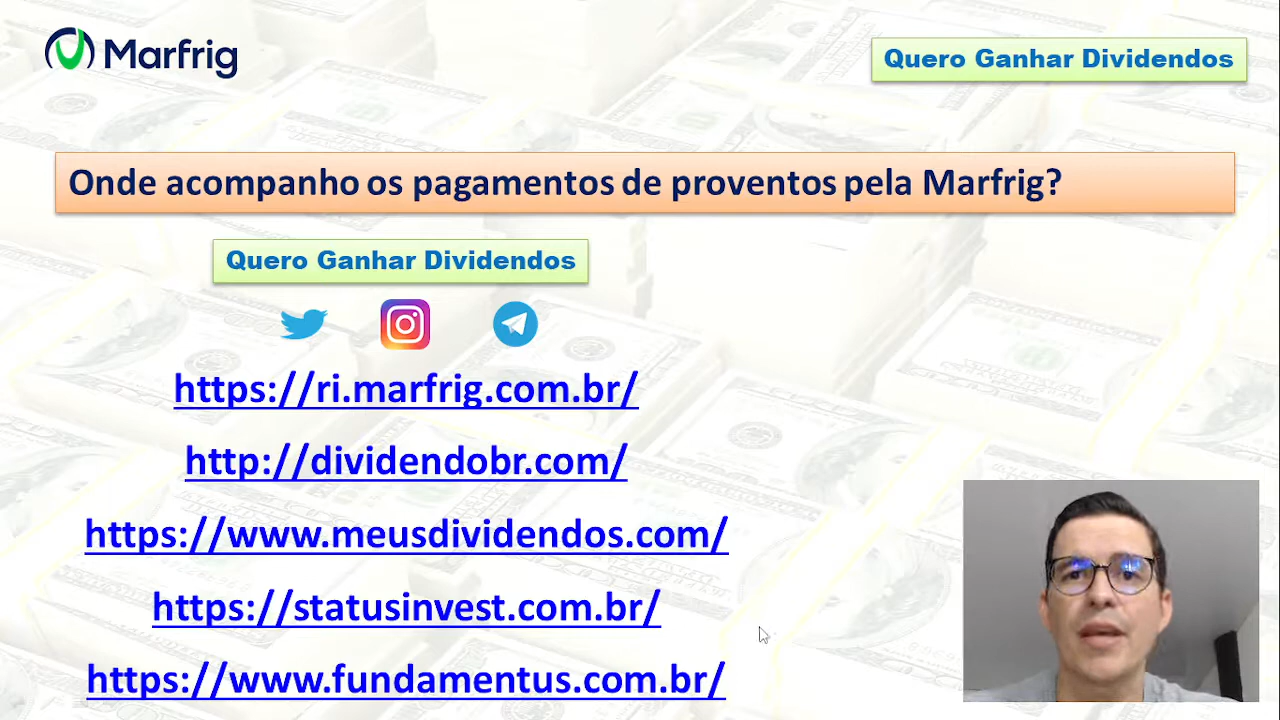 Marfrig
Quero Ganhar Dividendos
Onde acompanho os pagamentos de proventos pela Marfrig?
Quero Ganhar Dividendos
https://ri.marfrig.com.br/
http://dividendobr.com/
https://www.meusdividendos.com/
https://statusinvest.com.br/
https://www.fundamentus.com.br/